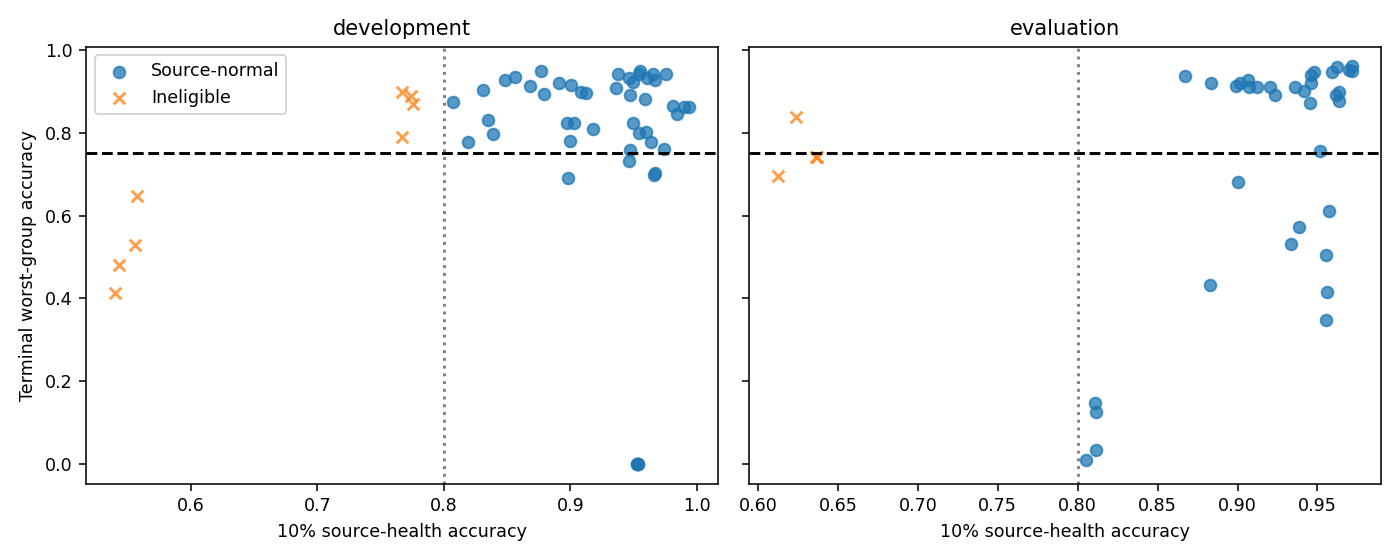 development
evaluation
Source-normal
Ineligible
Terminal worst-group accuracy
1.0
0.8
0.6
0.4
0.2
0.0
0.6
0.7
0.8
0.9
1.0
0.60
0.65
0.70
0.75
0.80
0.85
0.90
0.95
10% source-health accuracy
10% source-health accuracy